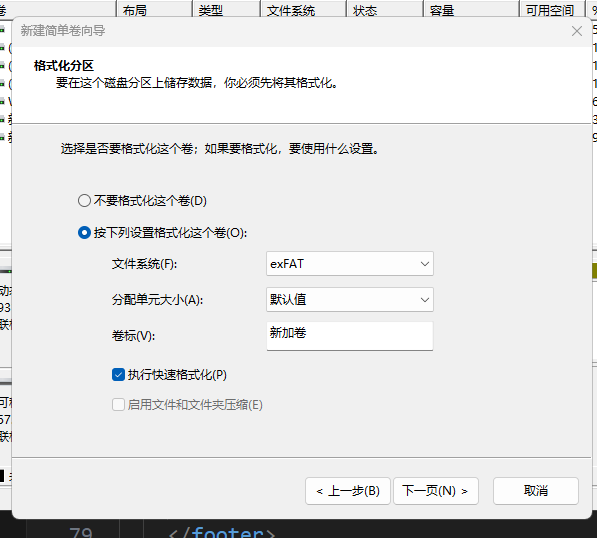 卷 布局 类型 文件系统 状态 容量 可用空间 %
新建简单卷向导
格式化分区
要在这个磁盘分区上储存数据，你必须先将其格式化。
选择是否要格式化这个卷；如果要格式化，要使用什么设置。
不要格式化这个卷(D)
按下列设置格式化这个卷(O):
文件系统(F): exFAT
分配单元大小(A): 默认值
卷标(V): 新加卷
执行快速格式化(P)
启用文件和文件夹压缩(E)
< 上一步(B) 下一页(N) > 取消
79 </footer>